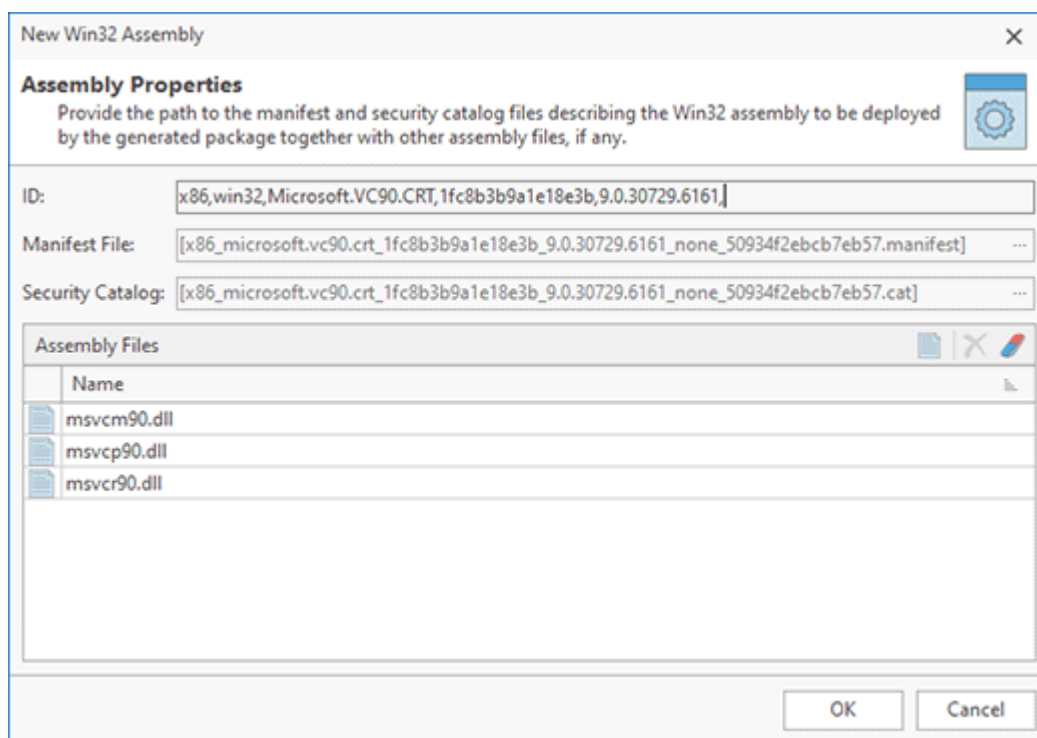 New Win32 Assembly
Assembly Properties
Provide the path to the manifest and security catalog files describing the Win32 assembly to be deployed
by the generated package together with other assembly files, if any.
ID: x86,win32,Microsoft.VC90.CRT,1fc8b3b9a1e18e3b,9.0.30729.6161,
Manifest File: [x86_microsoft.vc90.crt_1fc8b3b9a1e18e3b_9.0.30729.6161_none_50934f2ebcb7eb57.manifest] ...
Security Catalog: [x86_microsoft.vc90.crt_1fc8b3b9a1e18e3b_9.0.30729.6161_none_50934f2ebcb7eb57.cat] ...
Assembly Files
Name
msvcm90.dll
msvcp90.dll
msvcr90.dll
OK Cancel